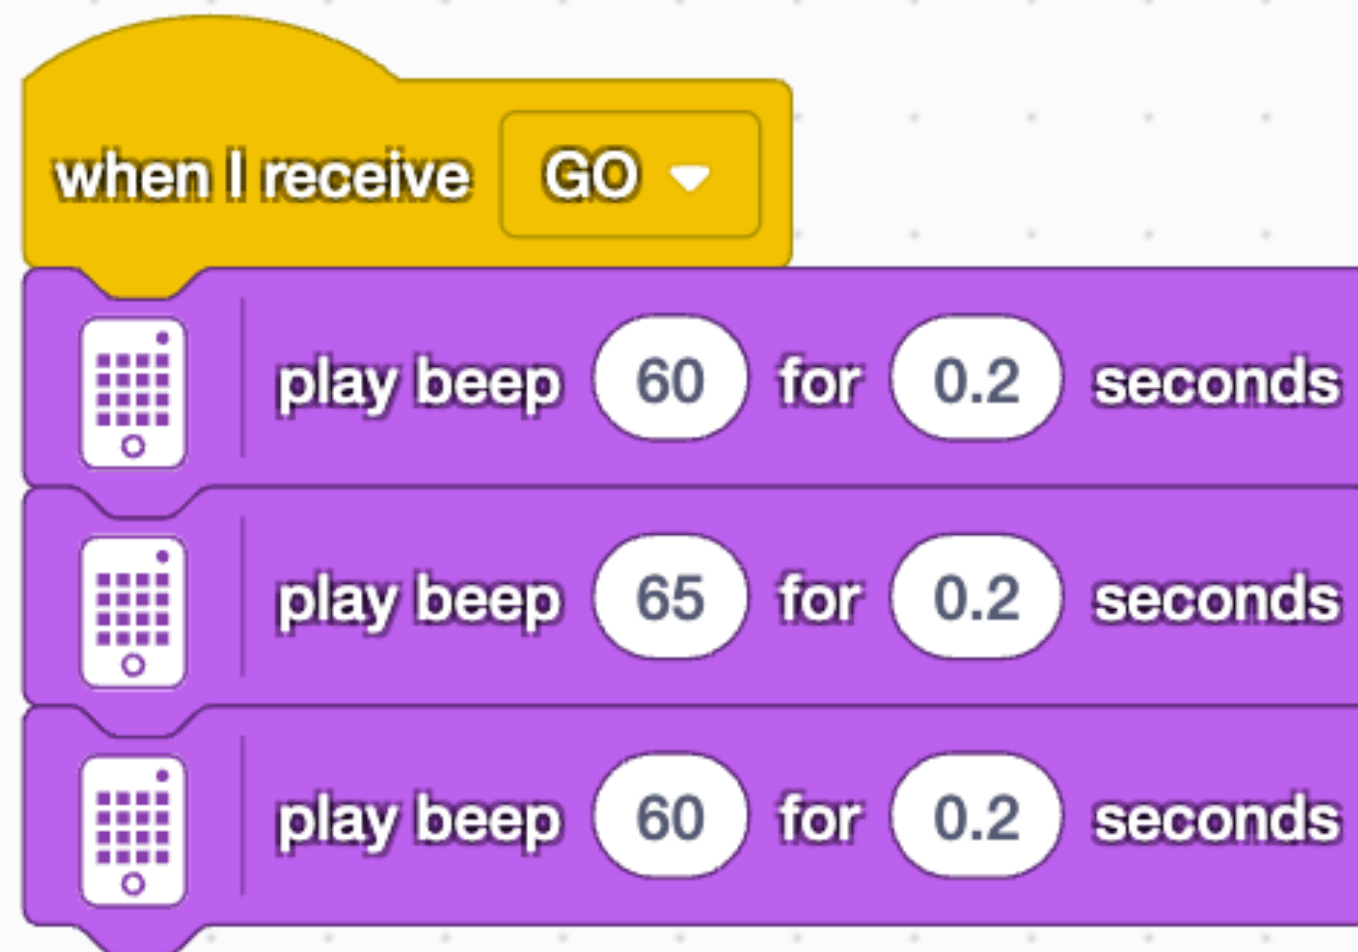 when I receive GO
play beep 60 for 0.2 seconds
play beep 65 for 0.2 seconds
play beep 60 for 0.2 seconds